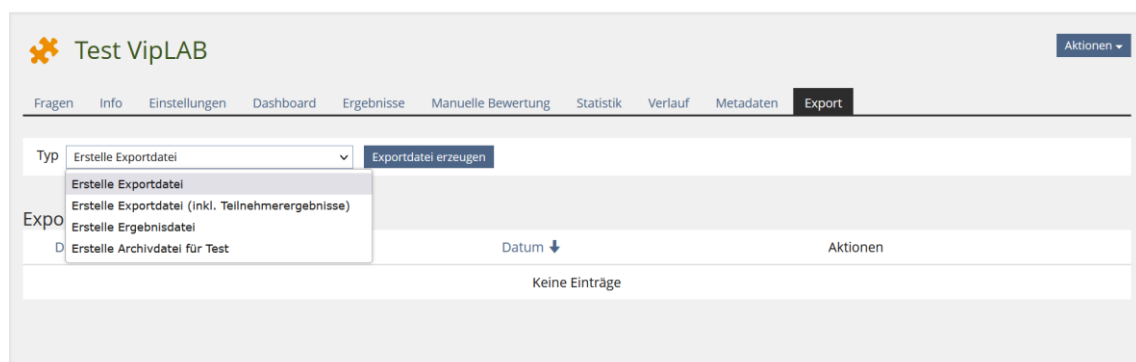 Test VipLAB
Aktionen
Fragen Info Einstellungen Dashboard Ergebnisse Manuelle Bewertung Statistik Verlauf Metadaten Export
Typ Erstelle Exportdatei Exportdatei erzeugen
Erstelle Exportdatei
Erstelle Exportdatei (inkl. Teilnehmerergebnisse)
Expo Erstelle Ergebnisdatei
D Erstelle Archivdatei für Test Datum Aktionen
Keine Einträge